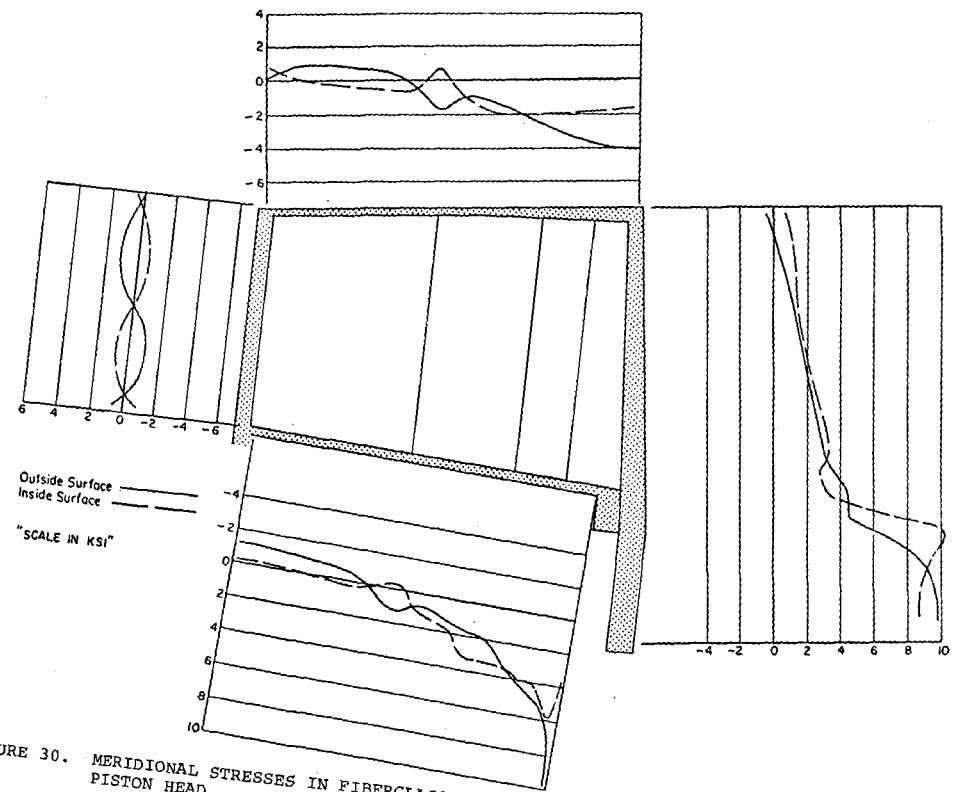 4
2
0
-2
-4
-6
6 4 2 0 -2 -4 -6
Outside Surface
Inside Surface
"SCALE IN KSI"
-4
-2
0
2
4
6
8
10
-4 -2 0 2 4 6 8 10
URE 30. MERIDIONAL STRESSES IN
PISTON HEAD